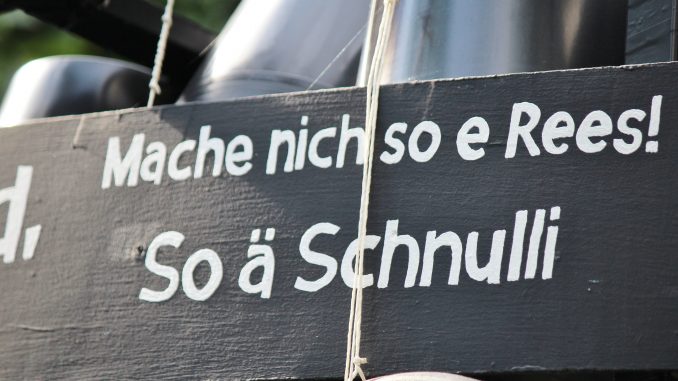 d,
Mache nich so e Rees!
So ä Schnulli